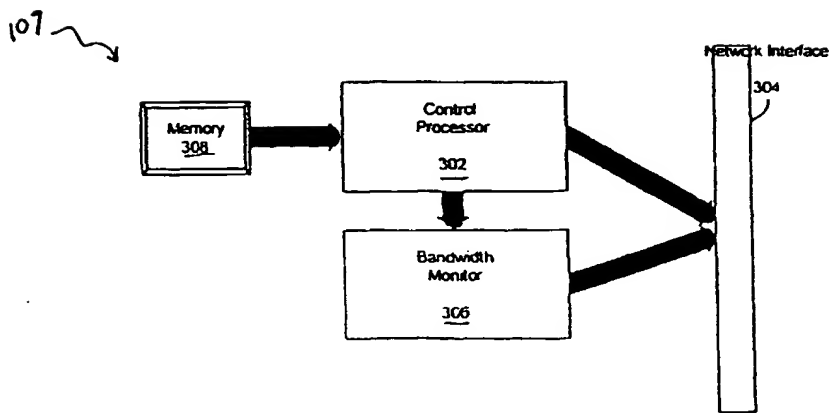 107
Network Interface
304
Memory
308
Control
Processor
302
Bandwidth
Monitor
306